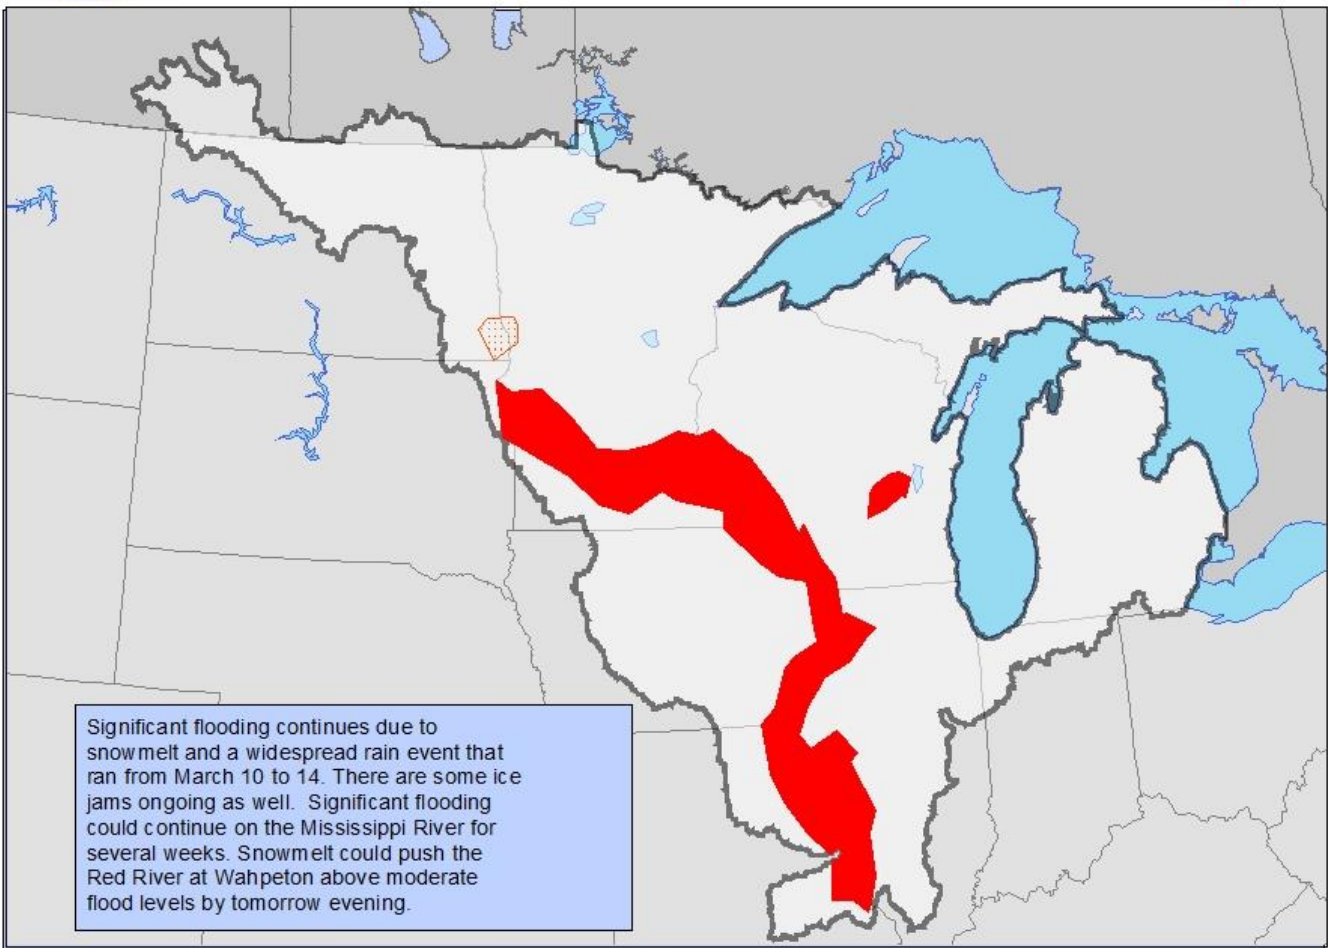 Significant flooding continues due to
snowmelt and a widespread rain event that
ran from March 10 to 14. There are some ice
jams ongoing as well.  Significant flooding
could continue on the Mississippi River for
several weeks. Snowmelt could push the
Red River at Wahpeton above moderate
flood levels by tomorrow evening.